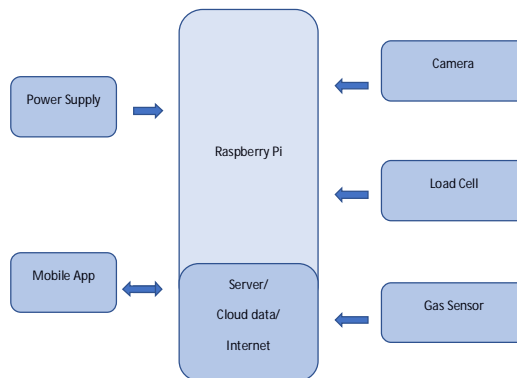 Camera
Power Supply
Raspberry Pi
Load Cell
Mobile App
Server/
Cloud data/
Internet
Gas Sensor